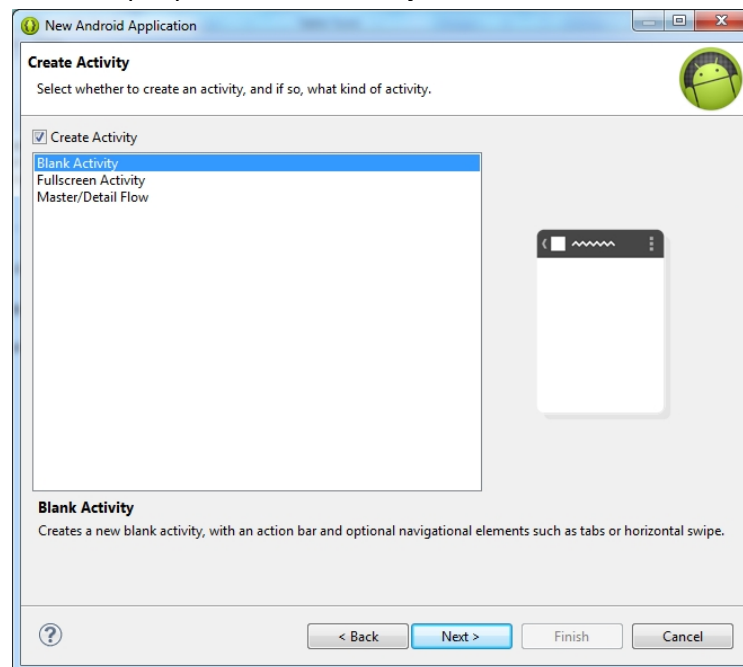 New Android Application
Create Activity
Select whether to create an activity, and if so, what kind of activity.
Create Activity
Blank Activity
Fullscreen Activity
Master/Detail Flow
Blank Activity
Creates a new blank activity, with an action bar and optional navigational elements such as tabs or horizontal swipe.
? < Back Next > Finish Cancel